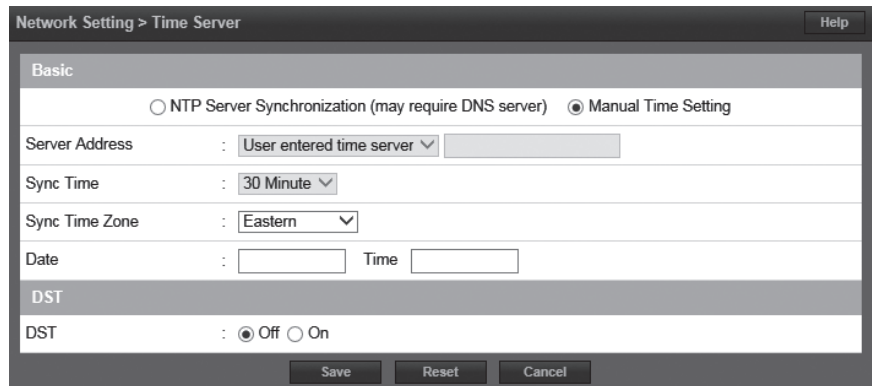 Network Setting > Time Server Help
Basic
NTP Server Synchronization (may require DNS server) Manual Time Setting
Server Address : User entered time server
Sync Time : 30 Minute
Sync Time Zone : Eastern
Date : Time
DST
DST : Off On
Save Reset Cancel